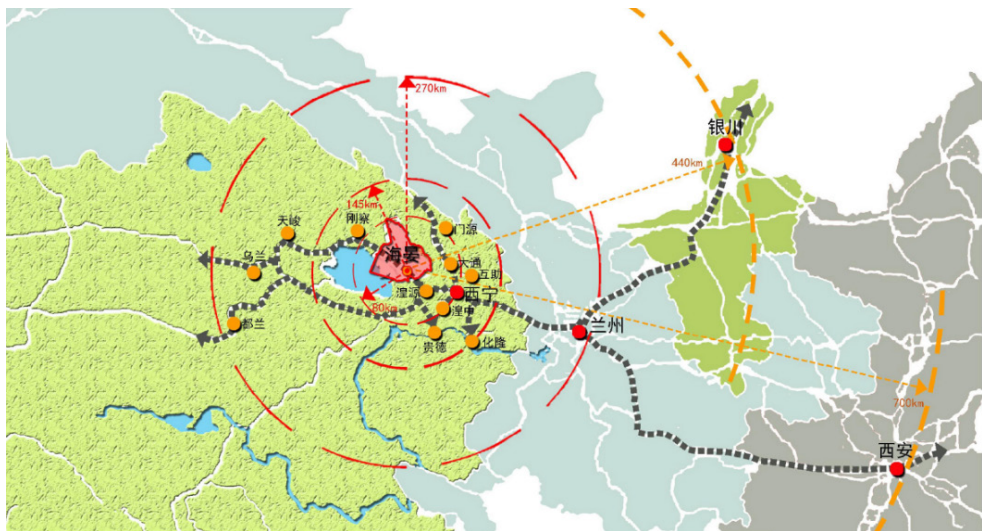 270km
银川
440km
145km
刚察
天峻
门源
海晏
大通
互助
乌兰
湟源
西宁
80km
湟中
都兰
贵德
化隆
兰州
700km
西安